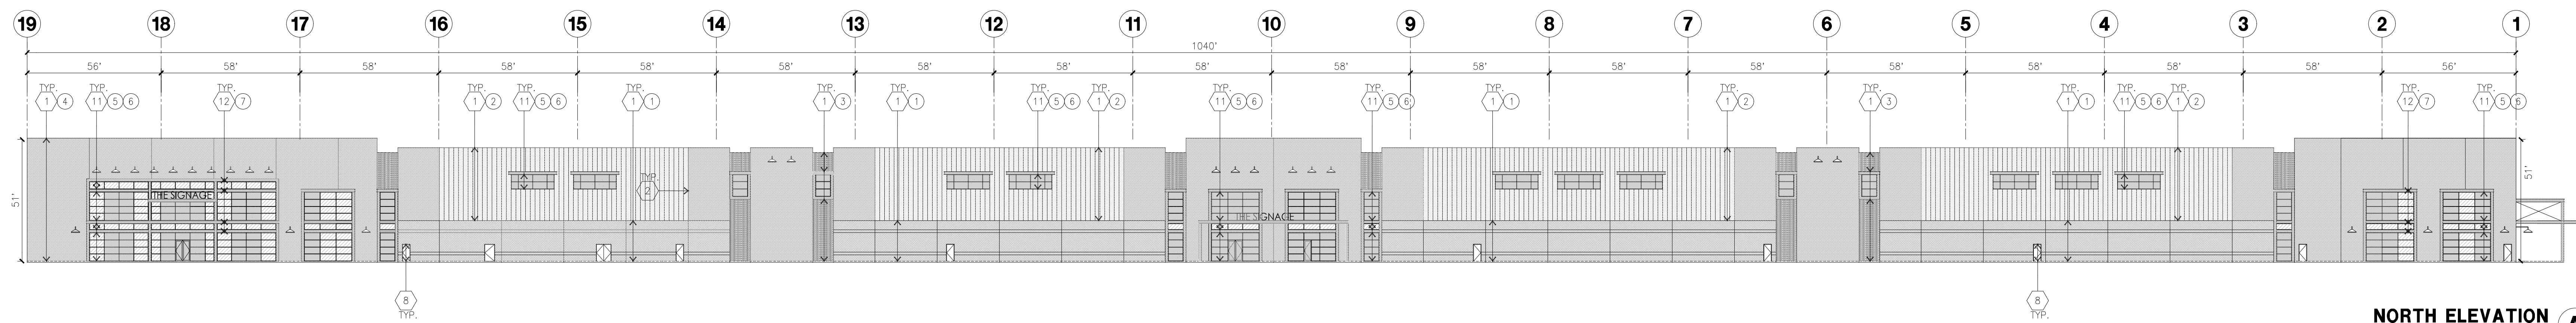 19 18 17 16 15 14 13 12 11 10 9 8 7 6 5 4 3 2 1
1040'
56' 58' 58' 58' 58' 58' 58' 58' 58' 58' 58' 58' 58' 58' 58' 58' 58' 56'
TYP. TYP. TYP. TYP. TYP. TYP. TYP. TYP. TYP. TYP. TYP. TYP. TYP. TYP. TYP. TYP. TYP. TYP. TYP. TYP.
1 4 11 5 6 12 7 1 2 11 5 6 1 1 1 3 1 1 11 5 6 1 2 11 5 6 11 5 6 1 1 1 2 1 3 1 1 11 5 6 1 2 12 7 11 5 6
51'
TYP.
2
51'
THE SIGNAGE
THE SIGNAGE
8
TYP.
8
TYP.
NORTH ELEVATION